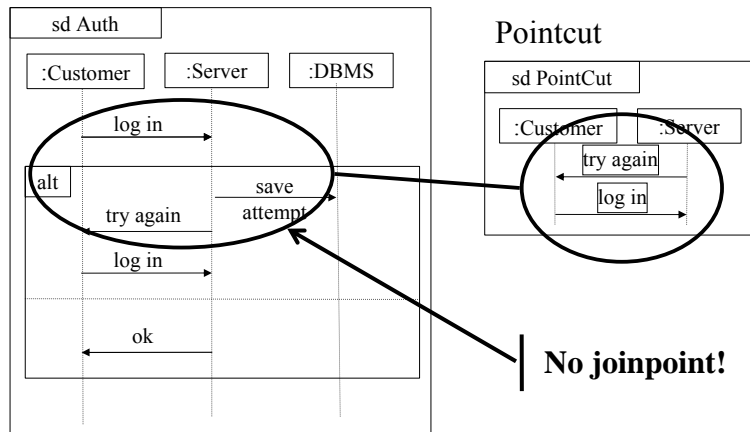 sd Auth
:Customer
:Server
:DBMS
log in
alt
save
attempt
try again
log in
ok
Pointcut
sd PointCut
:Customer
:Server
try again
log in
No joinpoint!